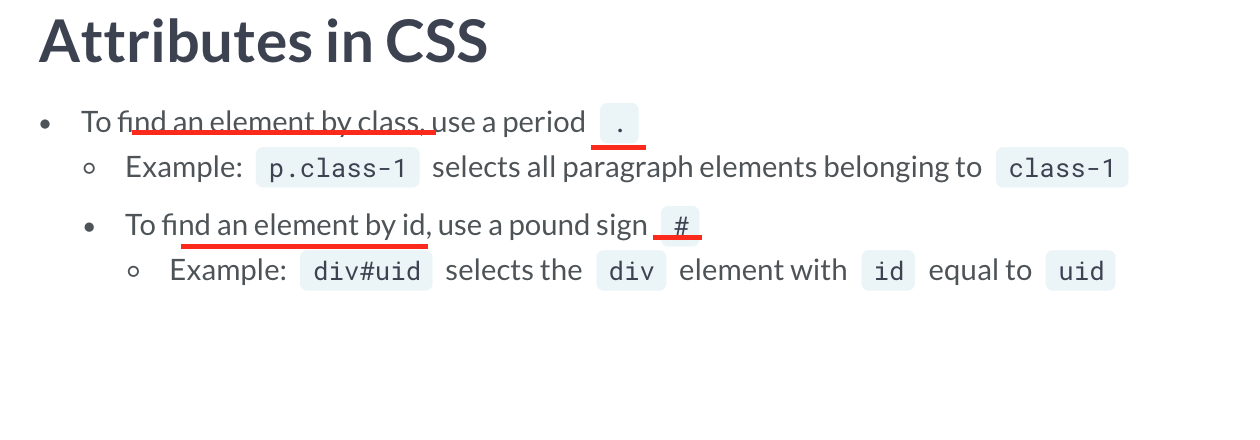 Attributes in CSS
• To find an element by class, use a period .
◦ Example: p.class-1 selects all paragraph elements belonging to class-1
• To find an element by id, use a pound sign #
◦ Example: div#uid selects the div element with id equal to uid